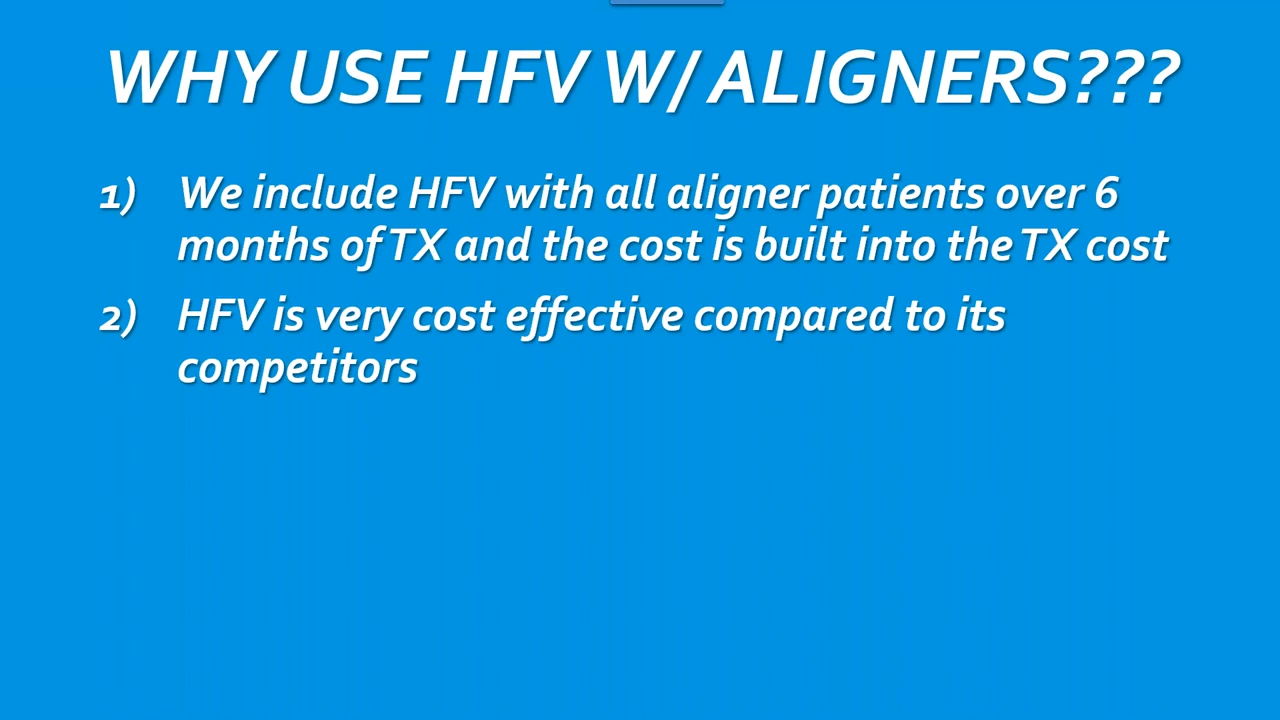 WHY USE HFV W/ ALIGNERS???
1) We include HFV with all aligner patients over 6
months of TX and the cost is built into the TX cost
2) HFV is very cost effective compared to its
competitors